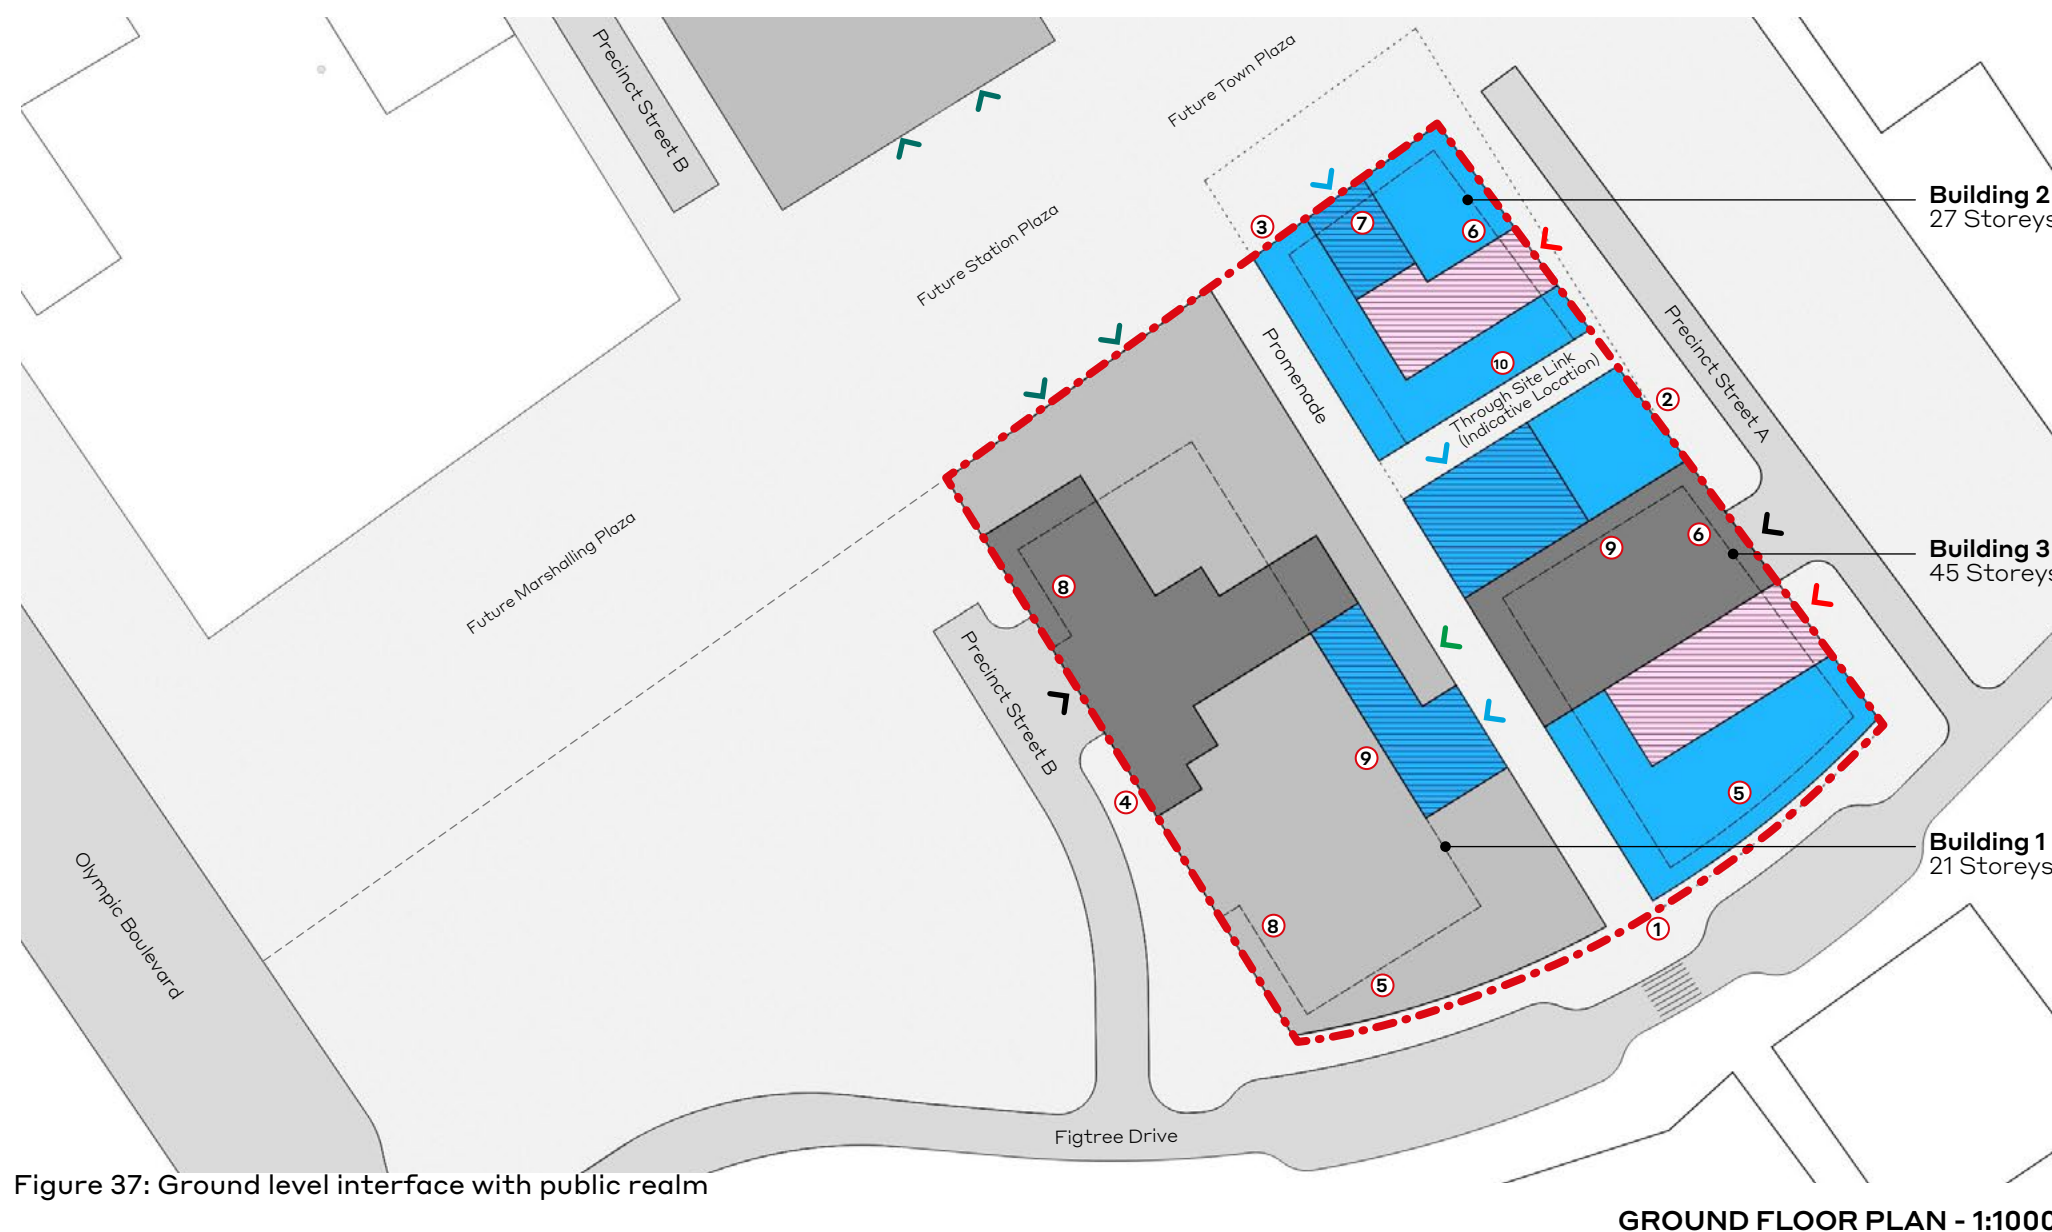 Precinct Street B
Future Town Plaza
Future Station Plaza
Future Marshalling Plaza
Building 2
27 Storeys
3
7
6
10
Promenade
Through Site Link
(Indicative Location)
2
Precinct Street A
Building 3
45 Storeys
9
6
8
Precinct Street B
4
9
5
Building 1
21 Storeys
8
5
1
Olympic Boulevard
Figtree Drive
Figure 37: Ground level interface with public realm
GROUND FLOOR PLAN - 1:1000